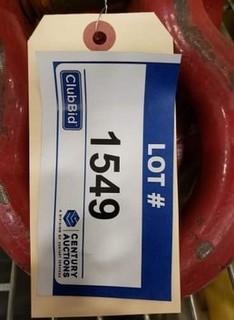 LOT #
1549
ClubBid
CENTURY
AUCTIONS